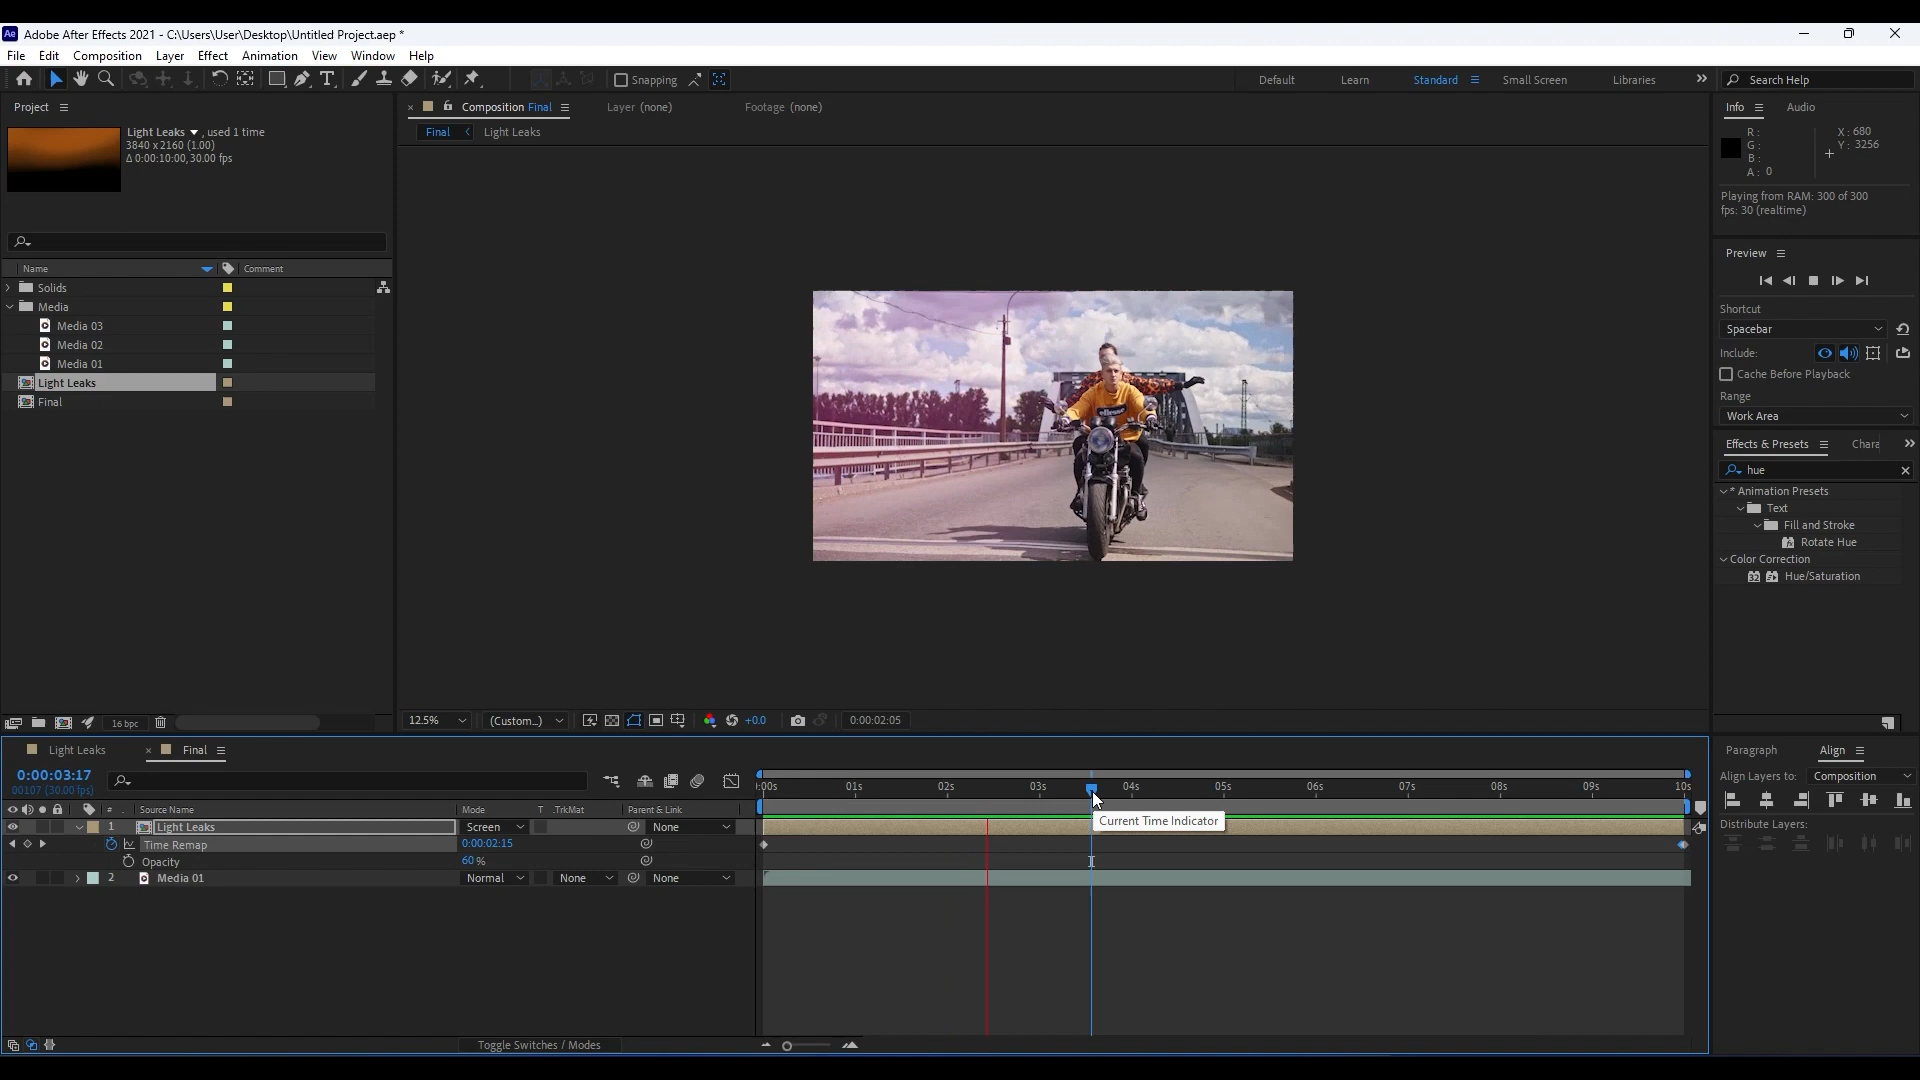 Ae Adobe After Effects 2021 - C:\Users\User\Desktop\Untitled Project.aep *
File Edit Composition Layer Effect Animation View Window Help
Snapping Default Learn Standard Small Screen Libraries Search Help
Project Composition Final Layer (none) Footage (none) Info Audio
Light Leaks , used 1 time
3840 x 2160 (1.00)
Δ 0:00:10:00, 30.00 fps
Final Light Leaks
R: X: 680
G: Y: 3256
B:
A: 0
Playing from RAM: 300 of 300
fps: 30 (realtime)
Preview
Name Comment
Solids
Media
Media 03
Media 02
Media 01
Light Leaks
Final
Shortcut
Spacebar
Include:
Cache Before Playback
Range
Work Area
Effects & Presets Chara
hue
* Animation Presets
Text
Fill and Stroke
Rotate Hue
Color Correction
32 Hue/Saturation
ellesse
16 bpc 12.5% (Custom...) +0.0 0:00:02:05
Light Leaks Final
0:00:03:17
00107 (30.00 fps)
:00s 01s 02s 03s 04s 05s 06s 07s 08s 09s 10s
# Source Name Mode T .TrkMat Parent & Link
1 Light Leaks Screen None
Time Remap 0:00:02:15
Opacity 60 %
2 Media 01 Normal None None
Current Time Indicator
Toggle Switches / Modes
Paragraph Align
Align Layers to: Composition
Distribute Layers: